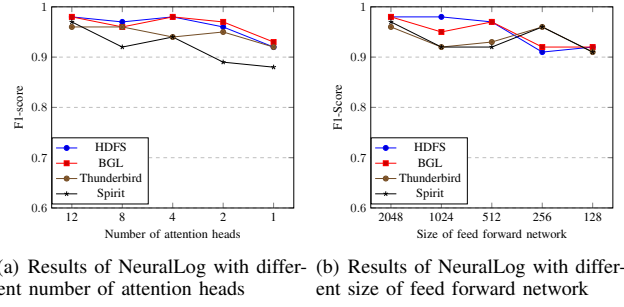 1
0.9
0.8
0.7
0.6
F1-score
HDFS
BGL
Thunderbird
Spirit
12 8 4 2 1
Number of attention heads
(a) Results of NeuralLog with differ-
ent number of attention heads
1
0.9
0.8
0.7
0.6
F1-Score
HDFS
BGL
Thunderbird
Spirit
2048 1024 512 256 128
Size of feed forward network
(b) Results of NeuralLog with differ-
ent size of feed forward network